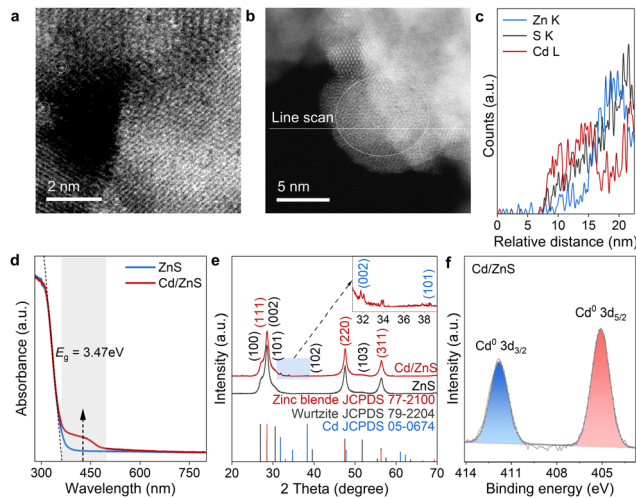 a
2 nm
b
Line scan
5 nm
c
Zn K
S K
Cd L
Counts (a.u.)
0 5 10 15 20
Relative distance (nm)
d
ZnS
Cd/ZnS
Eg = 3.47eV
Absorbance (a.u.)
300 450 600 750
Wavelength (nm)
e
(002)
(101)
32 34 36 38
(100)
(111)
(002)
(101)
(102)
(220)
(103)
(311)
Cd/ZnS
ZnS
Zinc blende JCPDS 77-2100
Wurtzite JCPDS 79-2204
Cd JCPDS 05-0674
Intensity (a.u.)
20 30 40 50 60 70
2 Theta (degree)
f
Cd/ZnS
Cd⁰ 3d5/2
Cd⁰ 3d3/2
Intensity (a.u.)
414 411 408 405
Binding energy (eV)